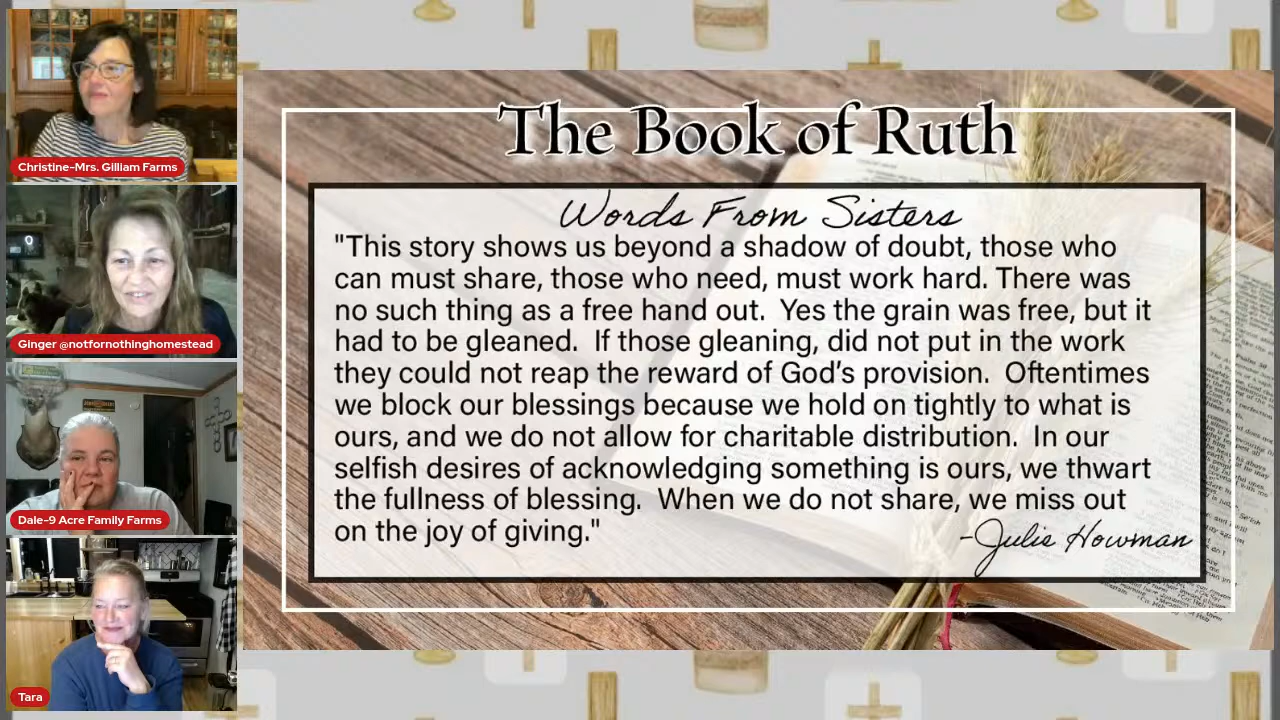 The Book of Ruth
Words From Sisters
"This story shows us beyond a shadow of doubt, those who
can must share, those who need, must work hard. There was
no such thing as a free hand out.  Yes the grain was free, but it
had to be gleaned.  If those gleaning, did not put in the work
they could not reap the reward of God's provision.  Oftentimes
we block our blessings because we hold on tightly to what is
ours, and we do not allow for charitable distribution.  In our
selfish desires of acknowledging something is ours, we thwart
the fullness of blessing.  When we do not share, we miss out
on the joy of giving."
-Julie Howman
Christine-Mrs. Gilliam Farms
Ginger @notfornothinghomestead
Dale-9 Acre Family Farms
Tara